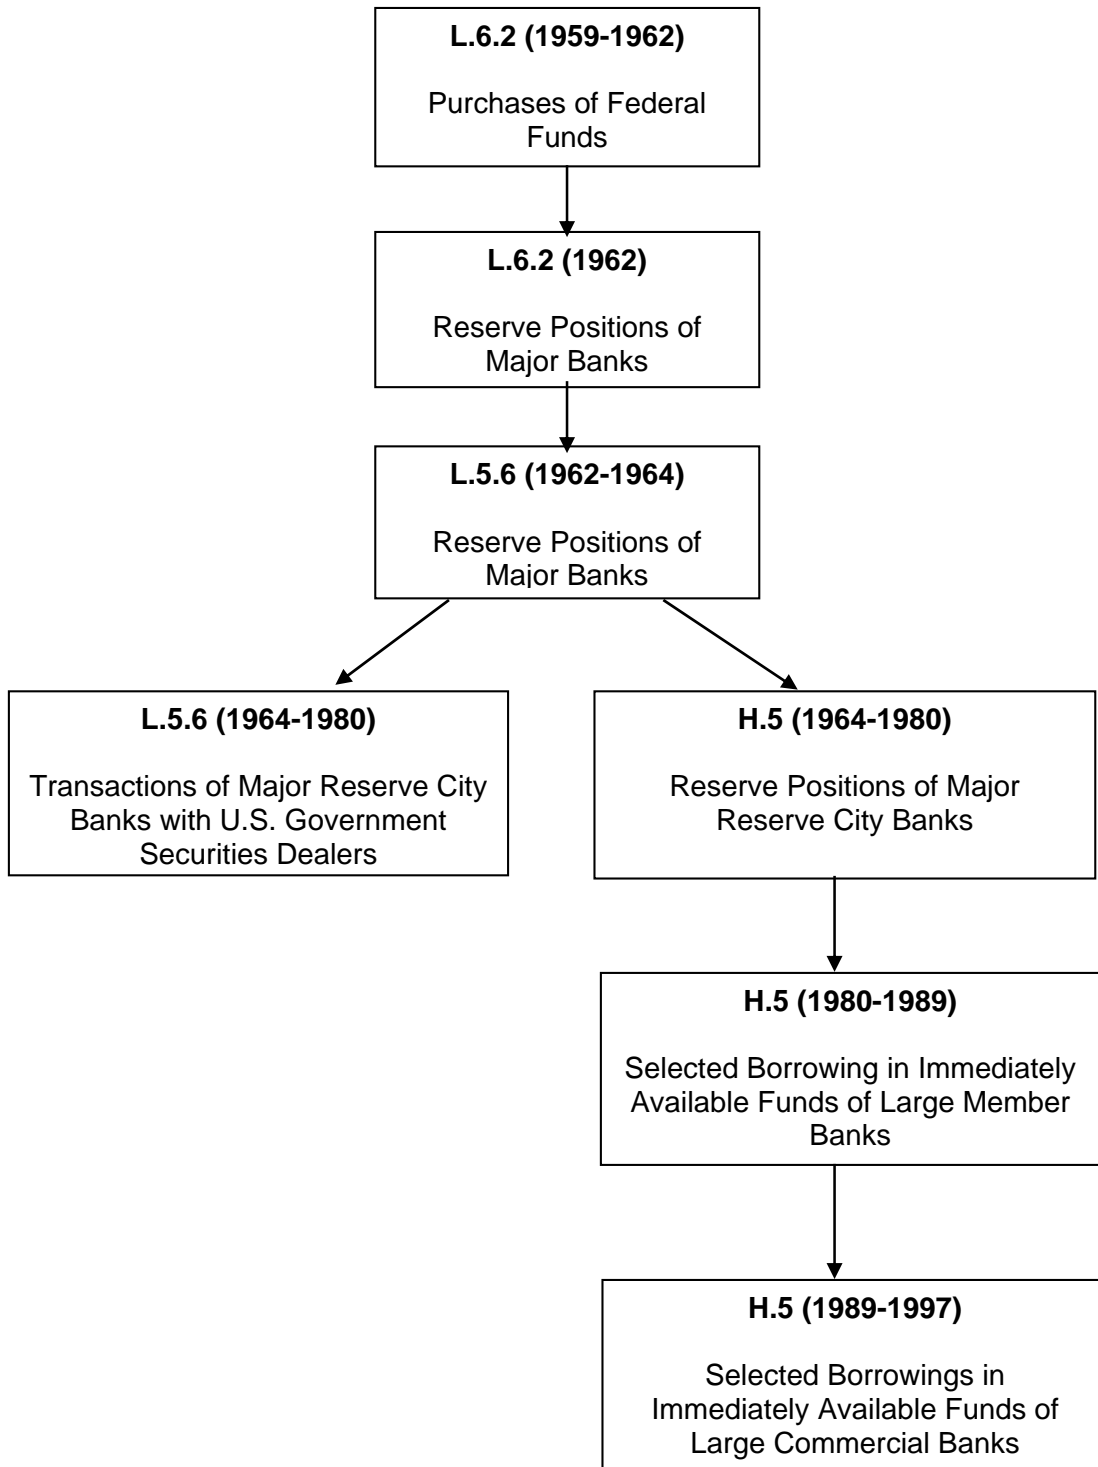 L.6.2 (1959-1962)
Purchases of Federal
Funds
L.6.2 (1962)
Reserve Positions of
Major Banks
L.5.6 (1962-1964)
Reserve Positions of
Major Banks
L.5.6 (1964-1980)
Transactions of Major Reserve City
Banks with U.S. Government
Securities Dealers
H.5 (1964-1980)
Reserve Positions of Major
Reserve City Banks
H.5 (1980-1989)
Selected Borrowing in Immediately
Available Funds of Large Member
Banks
H.5 (1989-1997)
Selected Borrowings in
Immediately Available Funds of
Large Commercial Banks